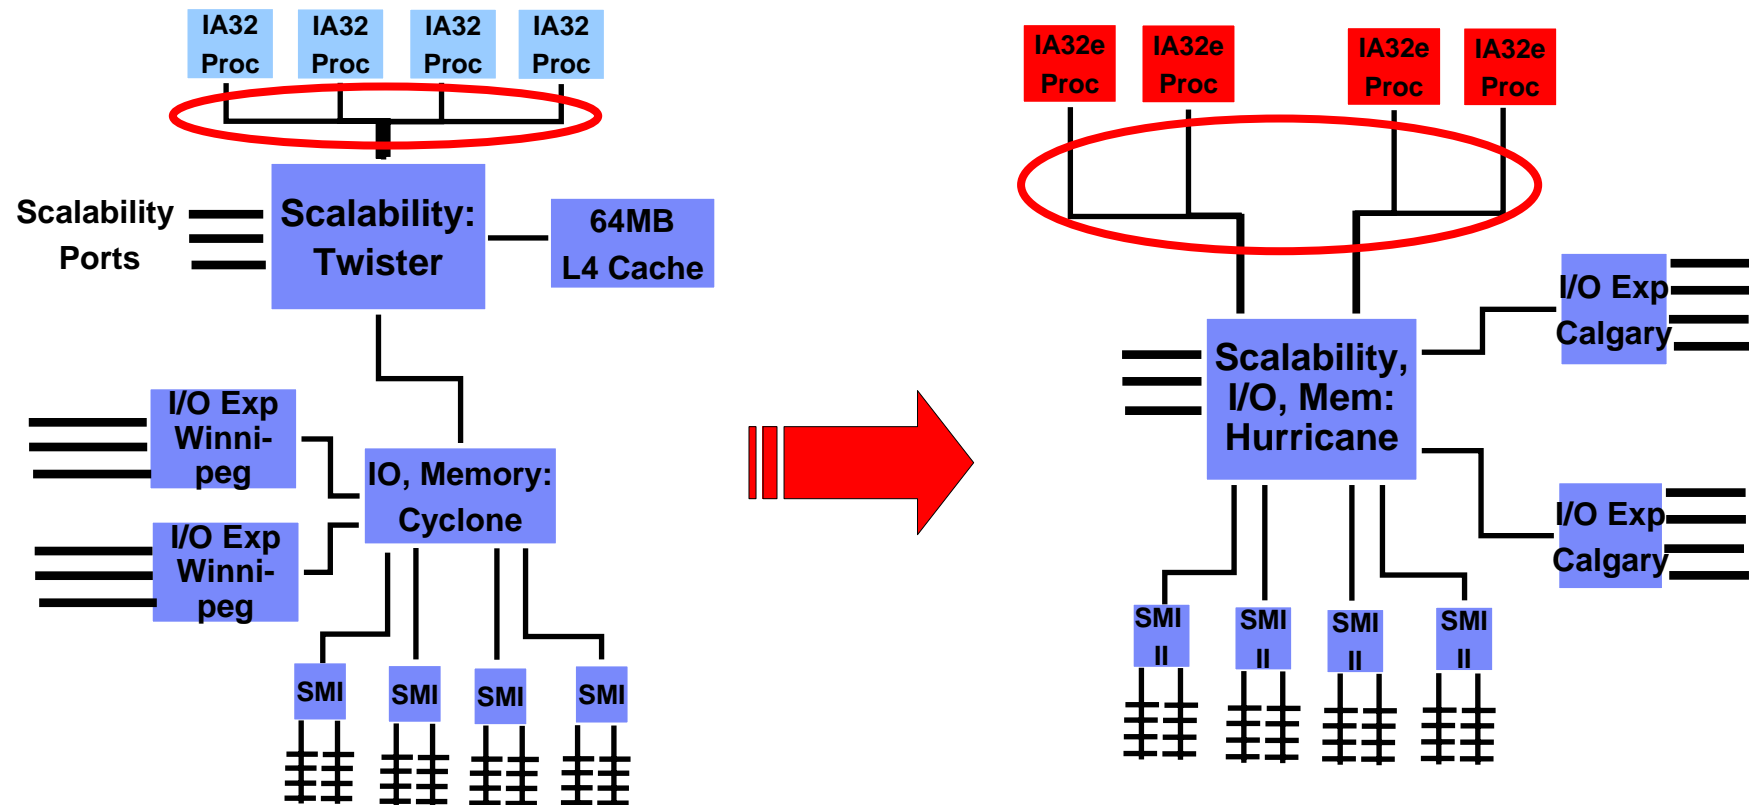 IA32
Proc
IA32
Proc
IA32
Proc
IA32
Proc
Scalability
Ports
Scalability:
Twister
64MB
L4 Cache
I/O Exp
Winni-
peg
I/O Exp
Winni-
peg
IO, Memory:
Cyclone
SMI
SMI
SMI
SMI
IA32e
Proc
IA32e
Proc
IA32e
Proc
IA32e
Proc
Scalability,
I/O, Mem:
Hurricane
I/O Exp
Calgary
I/O Exp
Calgary
SMI
II
SMI
II
SMI
II
SMI
II